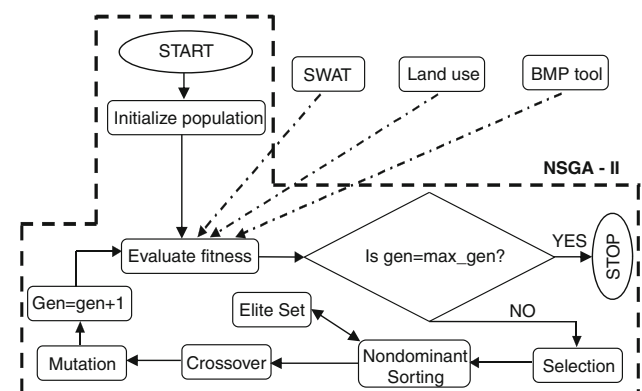 START
SWAT
Land use
BMP tool
Initialize population
NSGA - II
Evaluate fitness
Is gen=max_gen?
YES
STOP
Gen=gen+1
Elite Set
NO
Mutation
Crossover
Nondominant
Sorting
Selection